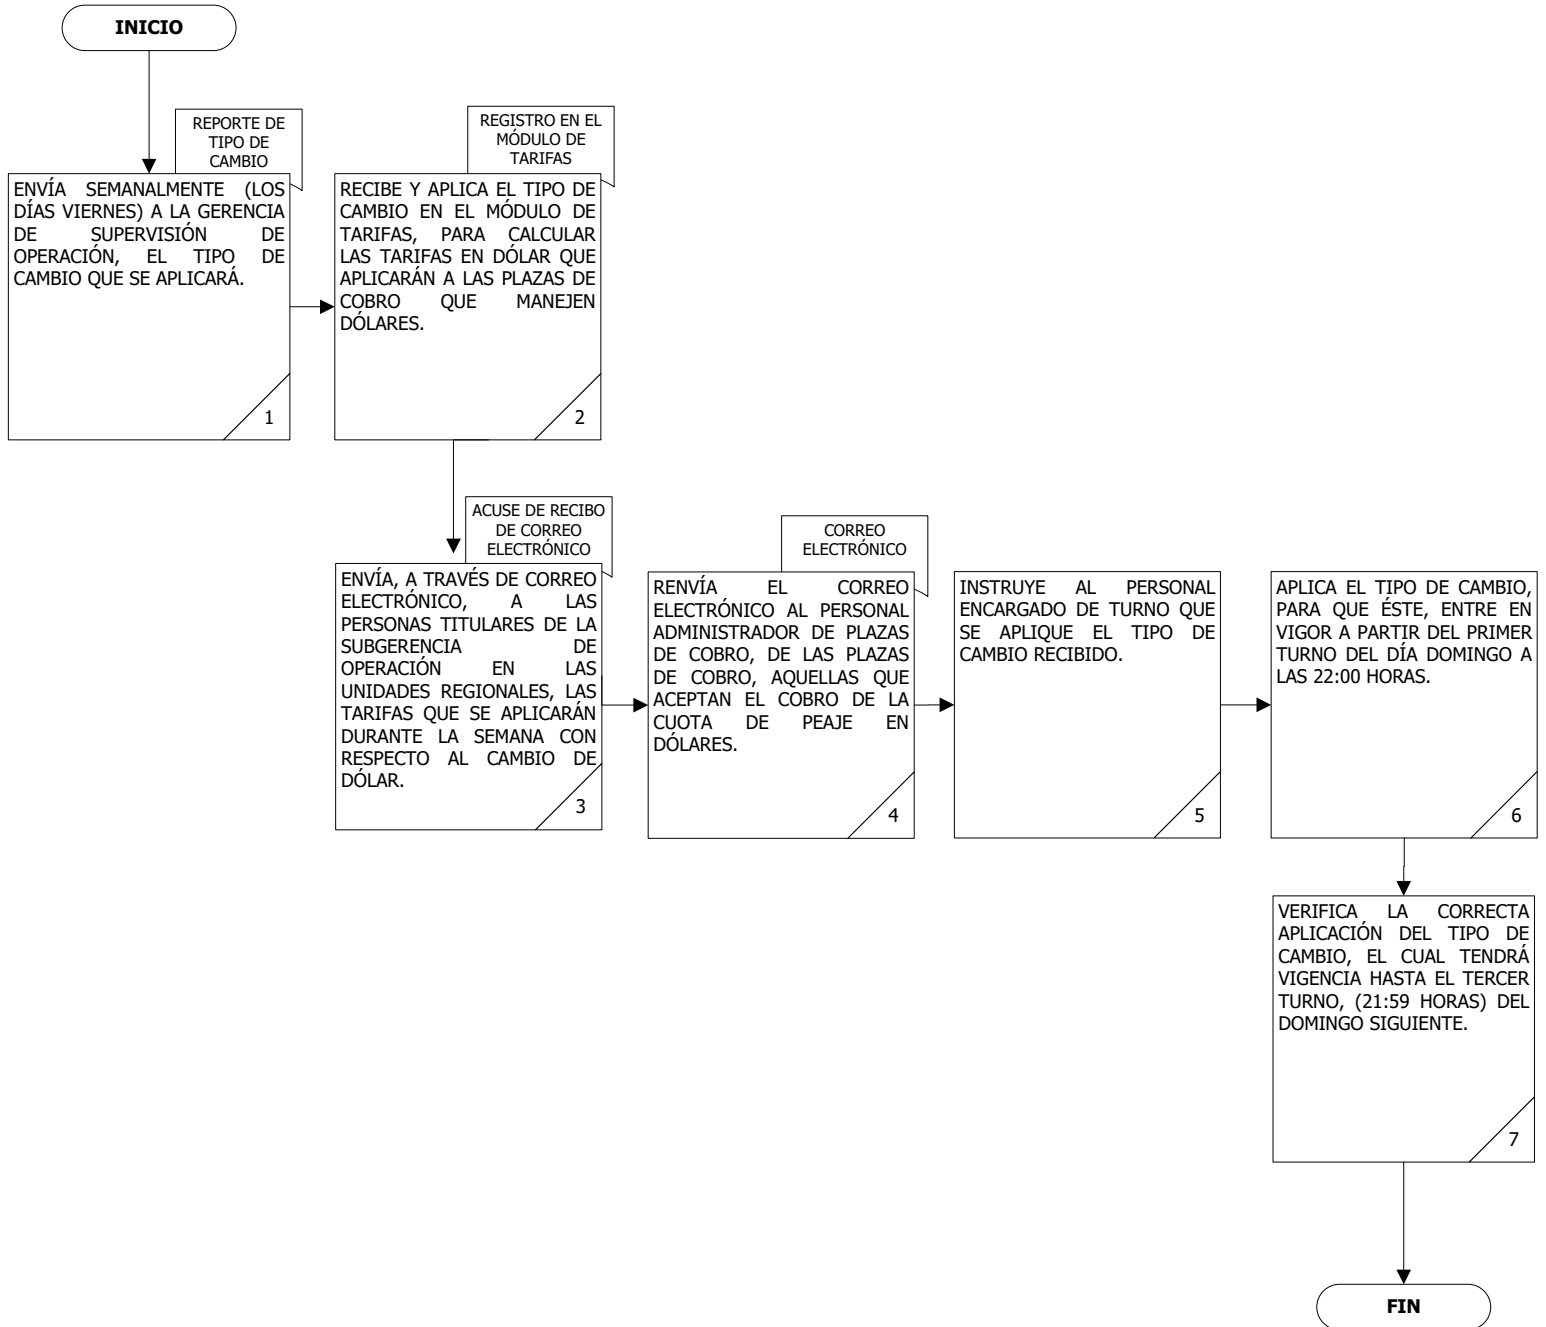 INICIO
REPORTE DE
TIPO DE
CAMBIO
ENVÍA SEMANALMENTE (LOS
DÍAS VIERNES) A LA GERENCIA
DE SUPERVISIÓN DE
OPERACIÓN, EL TIPO DE
CAMBIO QUE SE APLICARÁ.
1
REGISTRO EN EL
MÓDULO DE
TARIFAS
RECIBE Y APLICA EL TIPO DE
CAMBIO EN EL MÓDULO DE
TARIFAS, PARA CALCULAR
LAS TARIFAS EN DÓLAR QUE
APLICARÁN A LAS PLAZAS DE
COBRO QUE MANEJEN
DÓLARES.
2
ACUSE DE RECIBO
DE CORREO
ELECTRÓNICO
ENVÍA, A TRAVÉS DE CORREO
ELECTRÓNICO, A LAS
PERSONAS TITULARES DE LA
SUBGERENCIA DE
OPERACIÓN EN LAS
UNIDADES REGIONALES, LAS
TARIFAS QUE SE APLICARÁN
DURANTE LA SEMANA CON
RESPECTO AL CAMBIO DE
DÓLAR.
3
CORREO
ELECTRÓNICO
RENVÍA EL CORREO
ELECTRÓNICO AL PERSONAL
ADMINISTRADOR DE PLAZAS
DE COBRO, DE LAS PLAZAS
DE COBRO, AQUELLAS QUE
ACEPTAN EL COBRO DE LA
CUOTA DE PEAJE EN
DÓLARES.
4
INSTRUYE AL PERSONAL
ENCARGADO DE TURNO QUE
SE APLIQUE EL TIPO DE
CAMBIO RECIBIDO.
5
APLICA EL TIPO DE CAMBIO,
PARA QUE ÉSTE, ENTRE EN
VIGOR A PARTIR DEL PRIMER
TURNO DEL DÍA DOMINGO A
LAS 22:00 HORAS.
6
VERIFICA LA CORRECTA
APLICACIÓN DEL TIPO DE
CAMBIO, EL CUAL TENDRÁ
VIGENCIA HASTA EL TERCER
TURNO, (21:59 HORAS) DEL
DOMINGO SIGUIENTE.
7
FIN